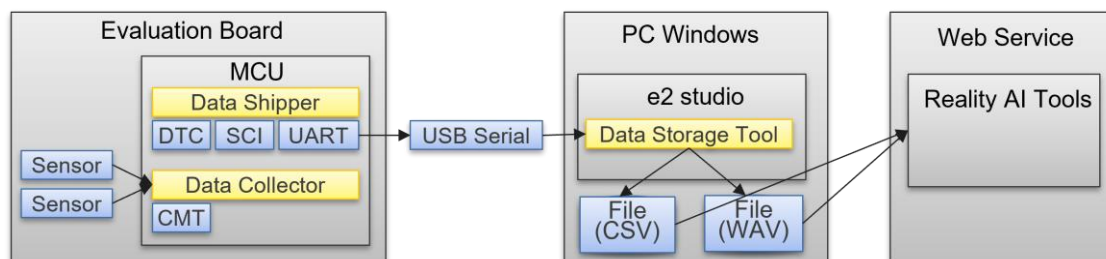 Evaluation Board
MCU
Data Shipper
DTC
SCI
UART
Sensor
Sensor
Data Collector
CMT
USB Serial
PC Windows
e2 studio
Data Storage Tool
File
(CSV)
File
(WAV)
Web Service
Reality AI Tools